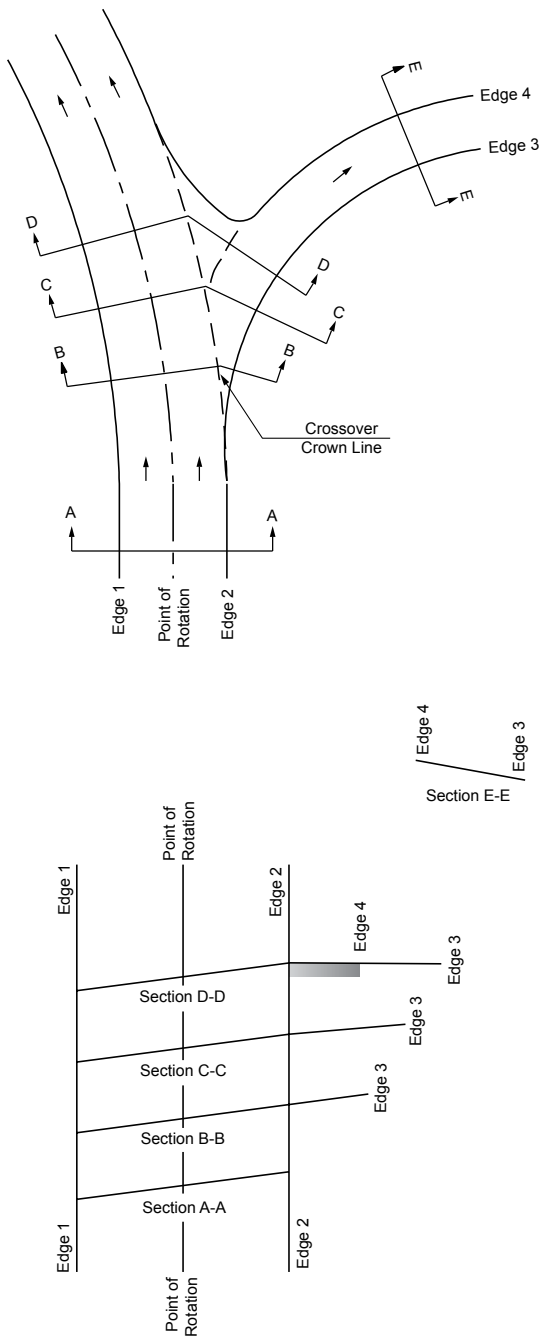 E
Edge 4
Edge 3
E
D
D
C
C
B
B
Crossover
Crown Line
A
A
Edge 1
Point of
Rotation
Edge 2
Edge 4
Edge 3
Section E-E
Edge 1
Point of
Rotation
Edge 2
Edge 4
Edge 3
Section D-D
Edge 3
Section C-C
Edge 3
Section B-B
Section A-A
Edge 1
Point of
Rotation
Edge 2